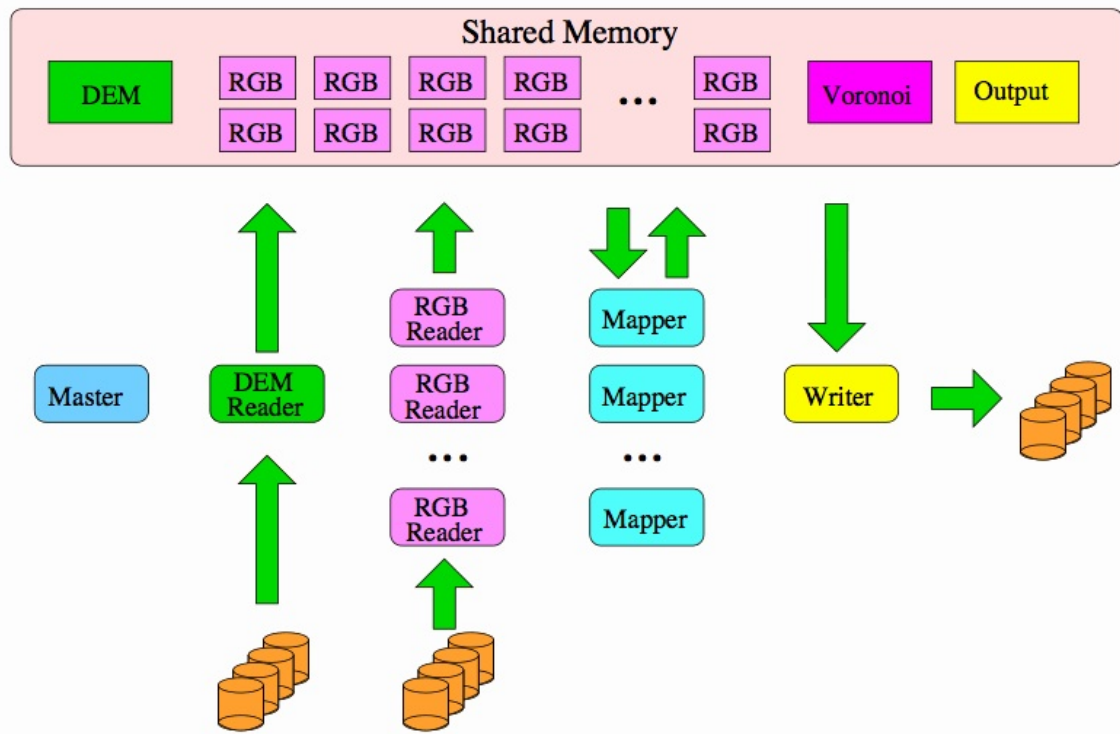 Shared Memory
DEM
RGB RGB RGB RGB ... RGB
Voronoi
Output
RGB RGB RGB RGB RGB
Master
DEM
Reader
RGB
Reader
RGB
Reader
...
RGB
Reader
Mapper
Mapper
...
Mapper
Writer